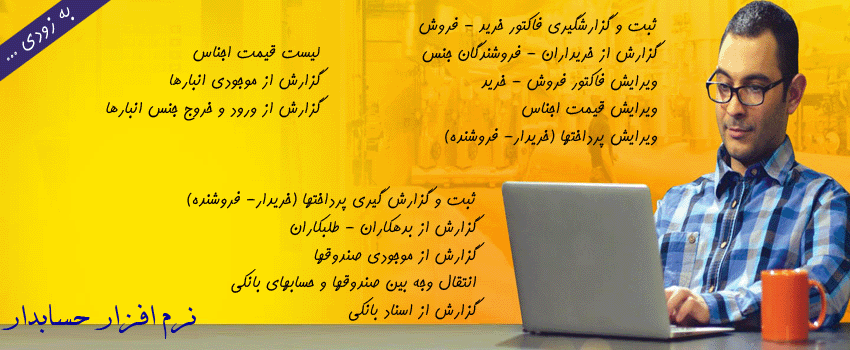 به زودی ...
ثبت و گزارشگیری فاکتور خرید - فروش
گزارش از خریداران - فروشندگان جنس
ویرایش فاکتور فروش - خرید
ویرایش قیمت اجناس
ویرایش پرداختها (خریدار- فروشنده)
لیست قیمت اجناس
گزارش از موجودی انبارها
گزارش از ورود و خروج جنس انبارها
ثبت و گزارش گیری پرداختها (خریدار- فروشنده)
گزارش از بدهکاران - طلبکاران
گزارش از موجودی صندوقها
انتقال وجه بین صندوقها و حسابهای بانکی
گزارش از اسناد بانکی
نرم افزار حسابدار